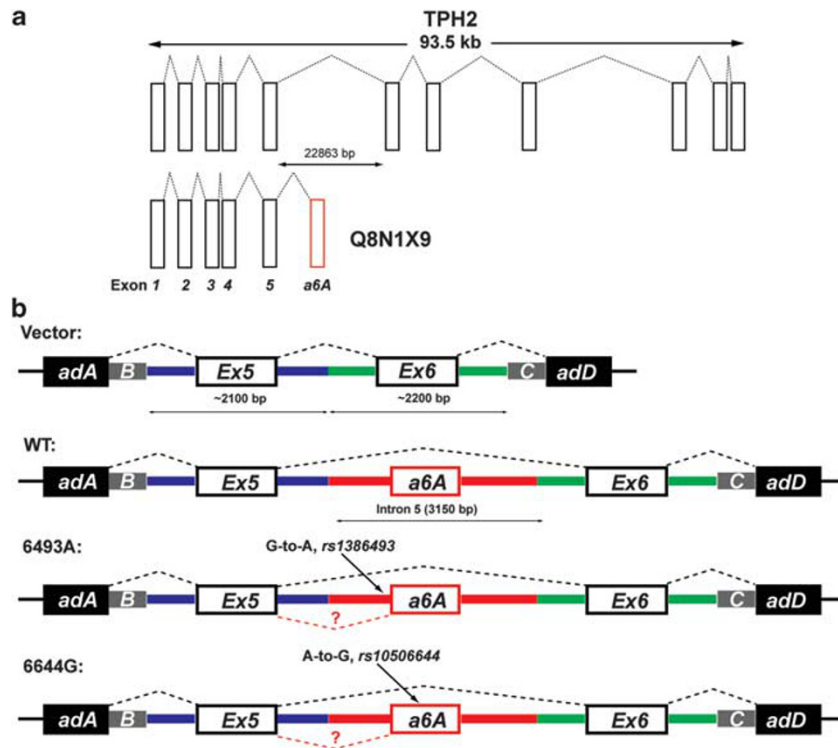 a
TPH2
93.5 kb
22863 bp
Q8N1X9
Exon 1 2 3 4 5 a6A
b
Vector:
adA B Ex5 Ex6 C adD
~2100 bp ~2200 bp
WT:
adA B Ex5 a6A Ex6 C adD
Intron 5 (3150 bp)
6493A:
G-to-A, rs1386493
adA B Ex5 a6A Ex6 C adD
?
6644G:
A-to-G, rs10506644
adA B Ex5 a6A Ex6 C adD
?